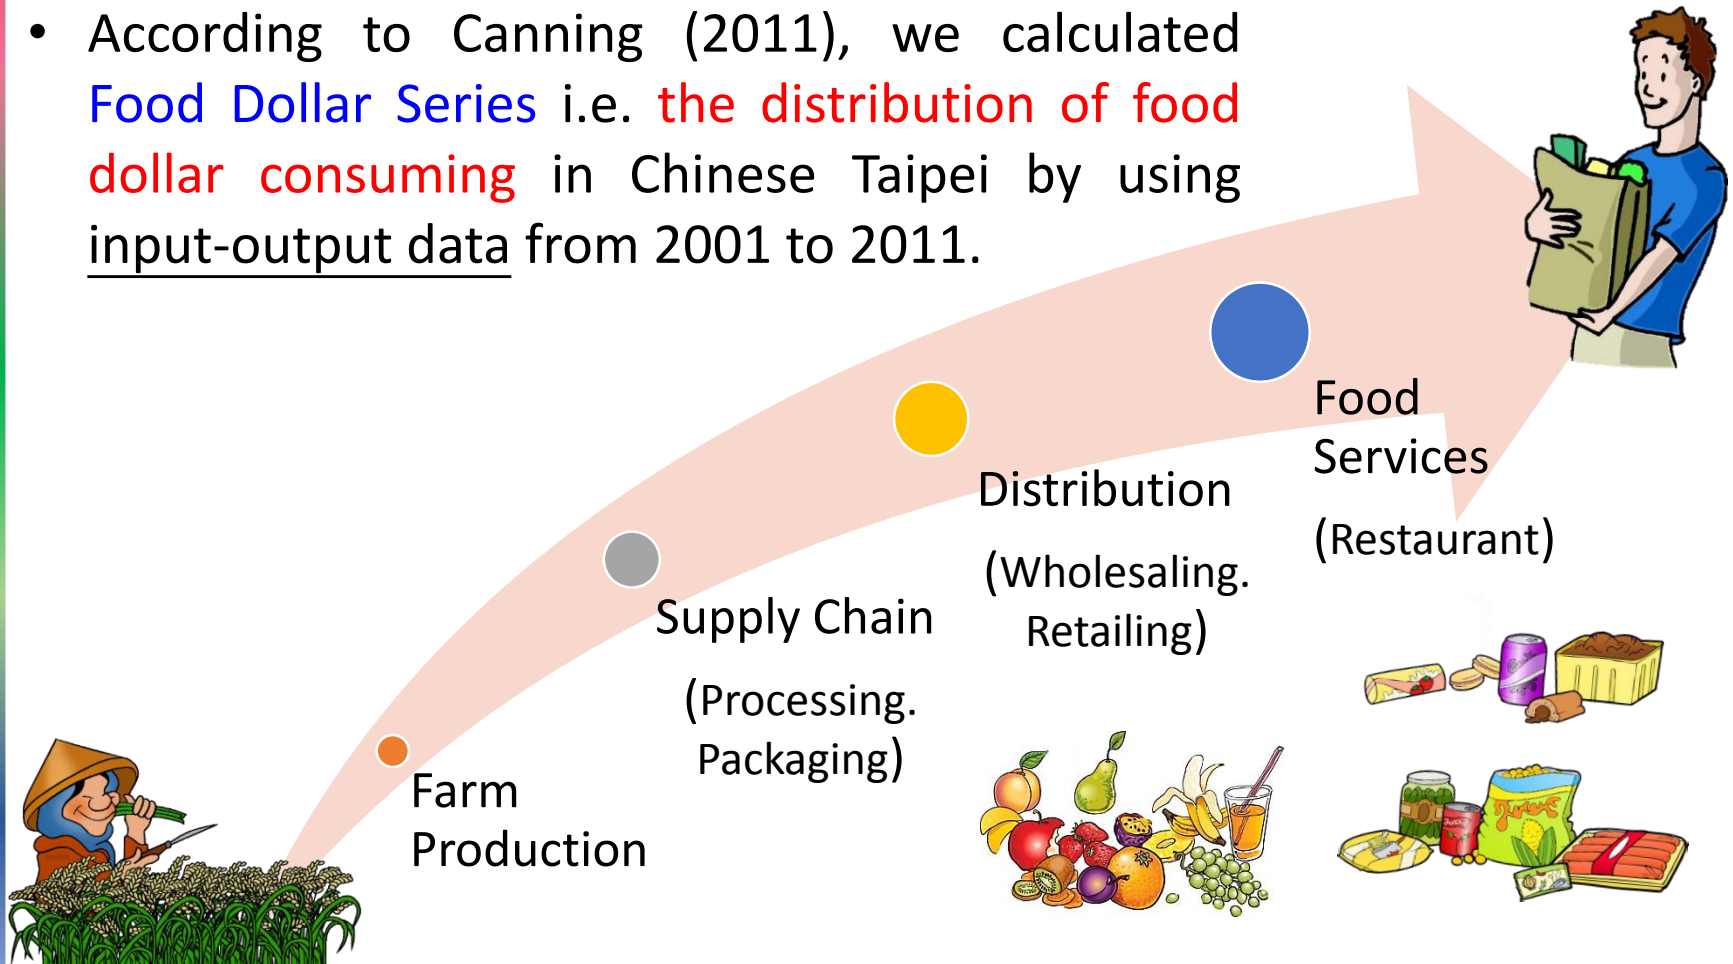 • According to Canning (2011), we calculated
Food Dollar Series i.e. the distribution of food
dollar consuming in Chinese Taipei by using
input-output data from 2001 to 2011.
Food
Services
(Restaurant)
Distribution
(Wholesaling.
Retailing)
Supply Chain
(Processing.
Packaging)
Farm
Production